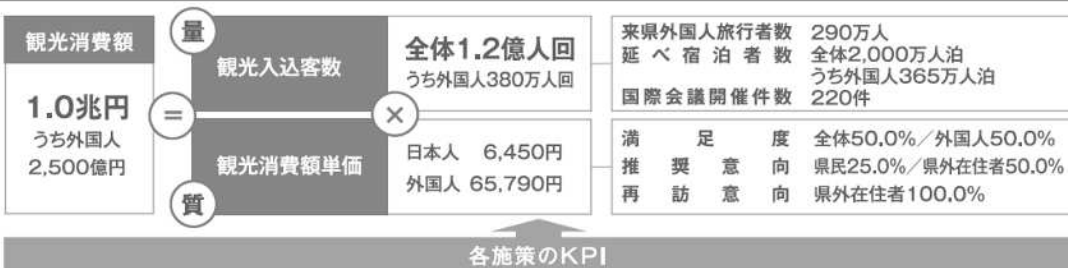 観光消費額
1.0兆円
うち外国人
2,500億円
=
量
観光入込客数
全体1.2億人回
うち外国人380万人回
×
質
観光消費額単価
日本人 6,450円
外国人 65,790円
来県外国人旅行者数 290万人
延べ宿泊者数 全体2,000万人泊
うち外国人365万人泊
国際会議開催件数 220件
満足度 全体50.0%/外国人50.0%
推奨意向 県民25.0%/県外在住者50.0%
再訪意向 県外在住者100.0%
各施策のKPI